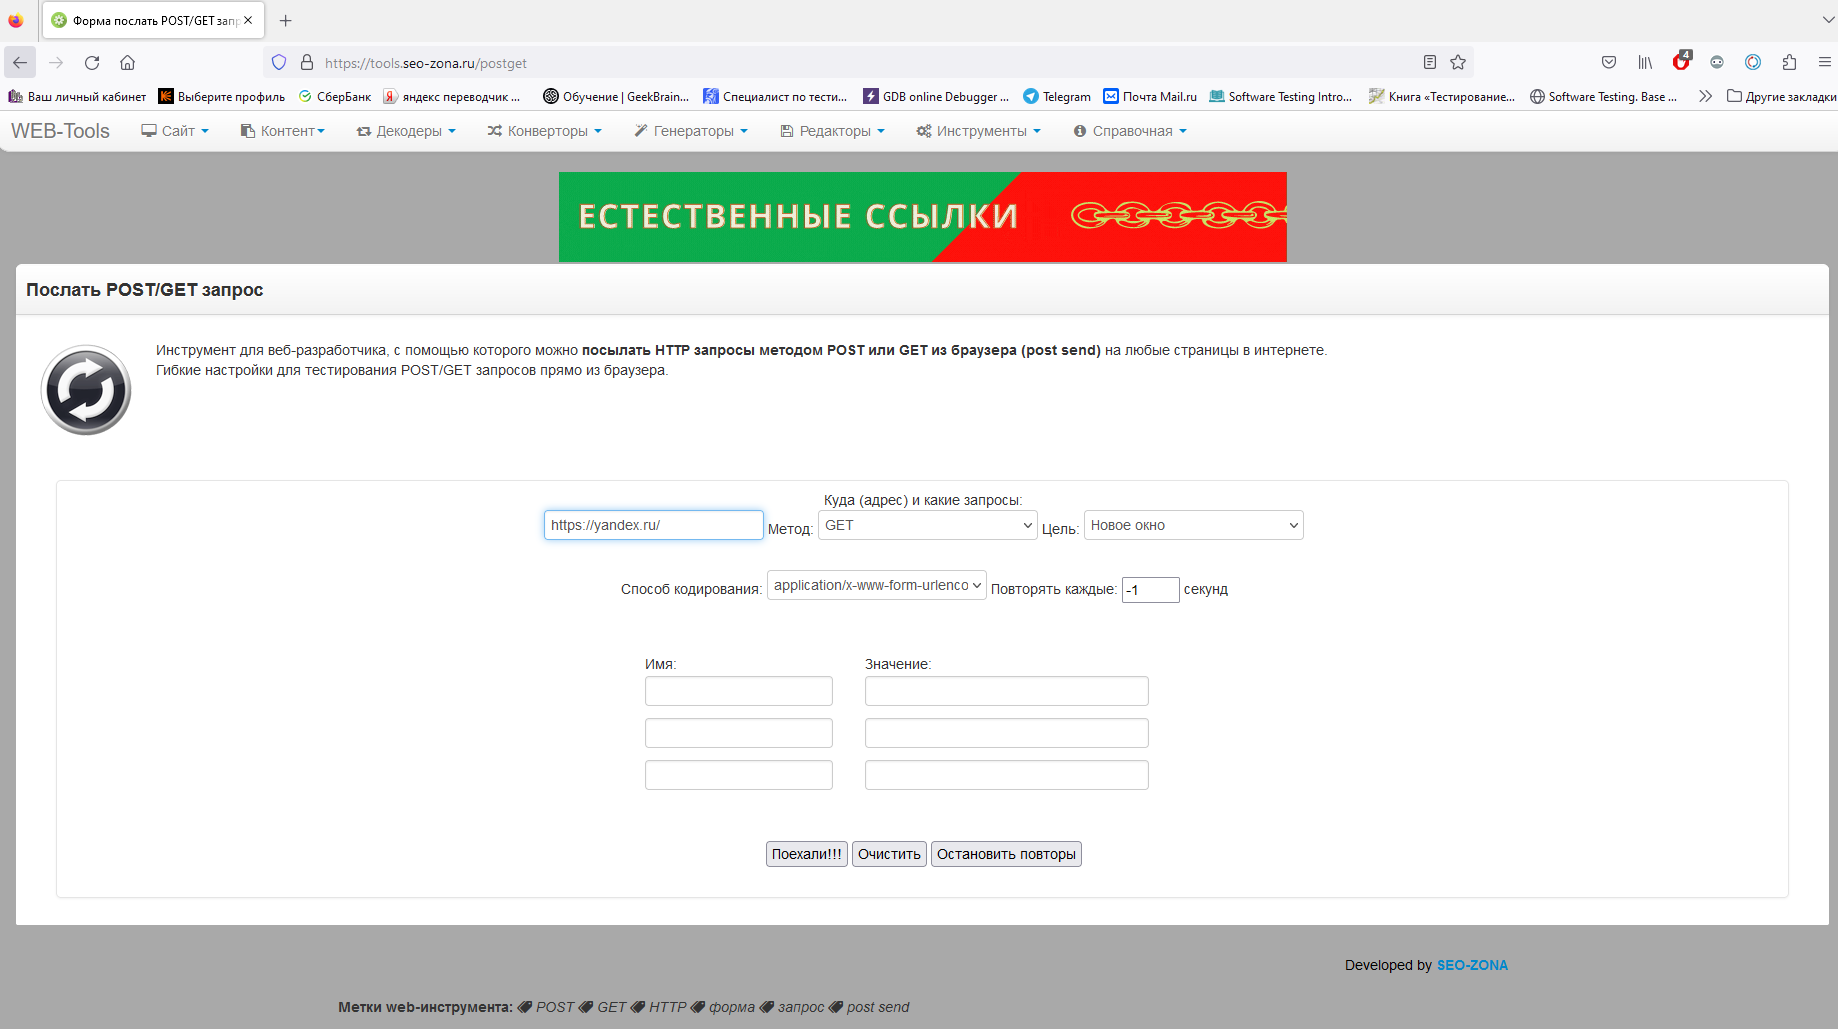 Форма послать POST/GET запр
https://tools.seo-zona.ru/postget
4
Ваш личный кабинет Выберите профиль СберБанк яндекс переводчик ... Обучение | GeekBrain... Специалист по тести... GDB online Debugger ... Telegram Почта Mail.ru Software Testing Intro... Книга «Тестирование... Software Testing. Base ... Другие закладки
WEB-Tools Сайт Контент Декодеры Конверторы Генераторы Редакторы Инструменты Справочная
ЕСТЕСТВЕННЫЕ ССЫЛКИ
Послать POST/GET запрос
Инструмент для веб-разработчика, с помощью которого можно посылать HTTP запросы методом POST или GET из браузера (post send) на любые страницы в интернете.
Гибкие настройки для тестирования POST/GET запросов прямо из браузера.
Куда (адрес) и какие запросы:
https://yandex.ru/ Метод: GET Цель: Новое окно
Способ кодирования: application/x-www-form-urlenco Повторять каждые: -1 секунд
Имя: Значение:
Поехали!!! Очистить Остановить повторы
Developed by SEO-ZONA
Метки web-инструмента: POST GET HTTP форма запрос post send